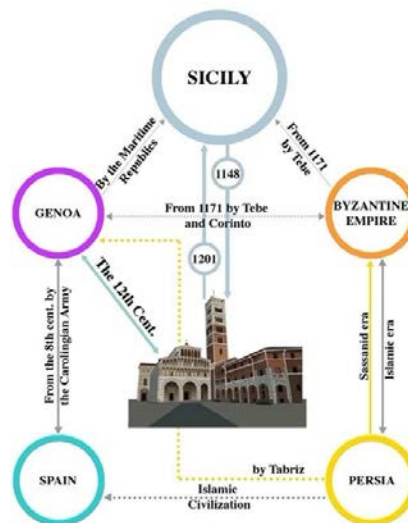 SICILY
By the Maritime
Republics
1148
From 1171
by Tebe
GENOA
From 1171 by Tebe
and Corinto
BYZANTINE
EMPIRE
1201
The 12th Cent.
From the 8th cent. by
the Carolingian Army
Sassanid era
Islamic era
by Tabriz
SPAIN
Islamic
Civilization
PERSIA